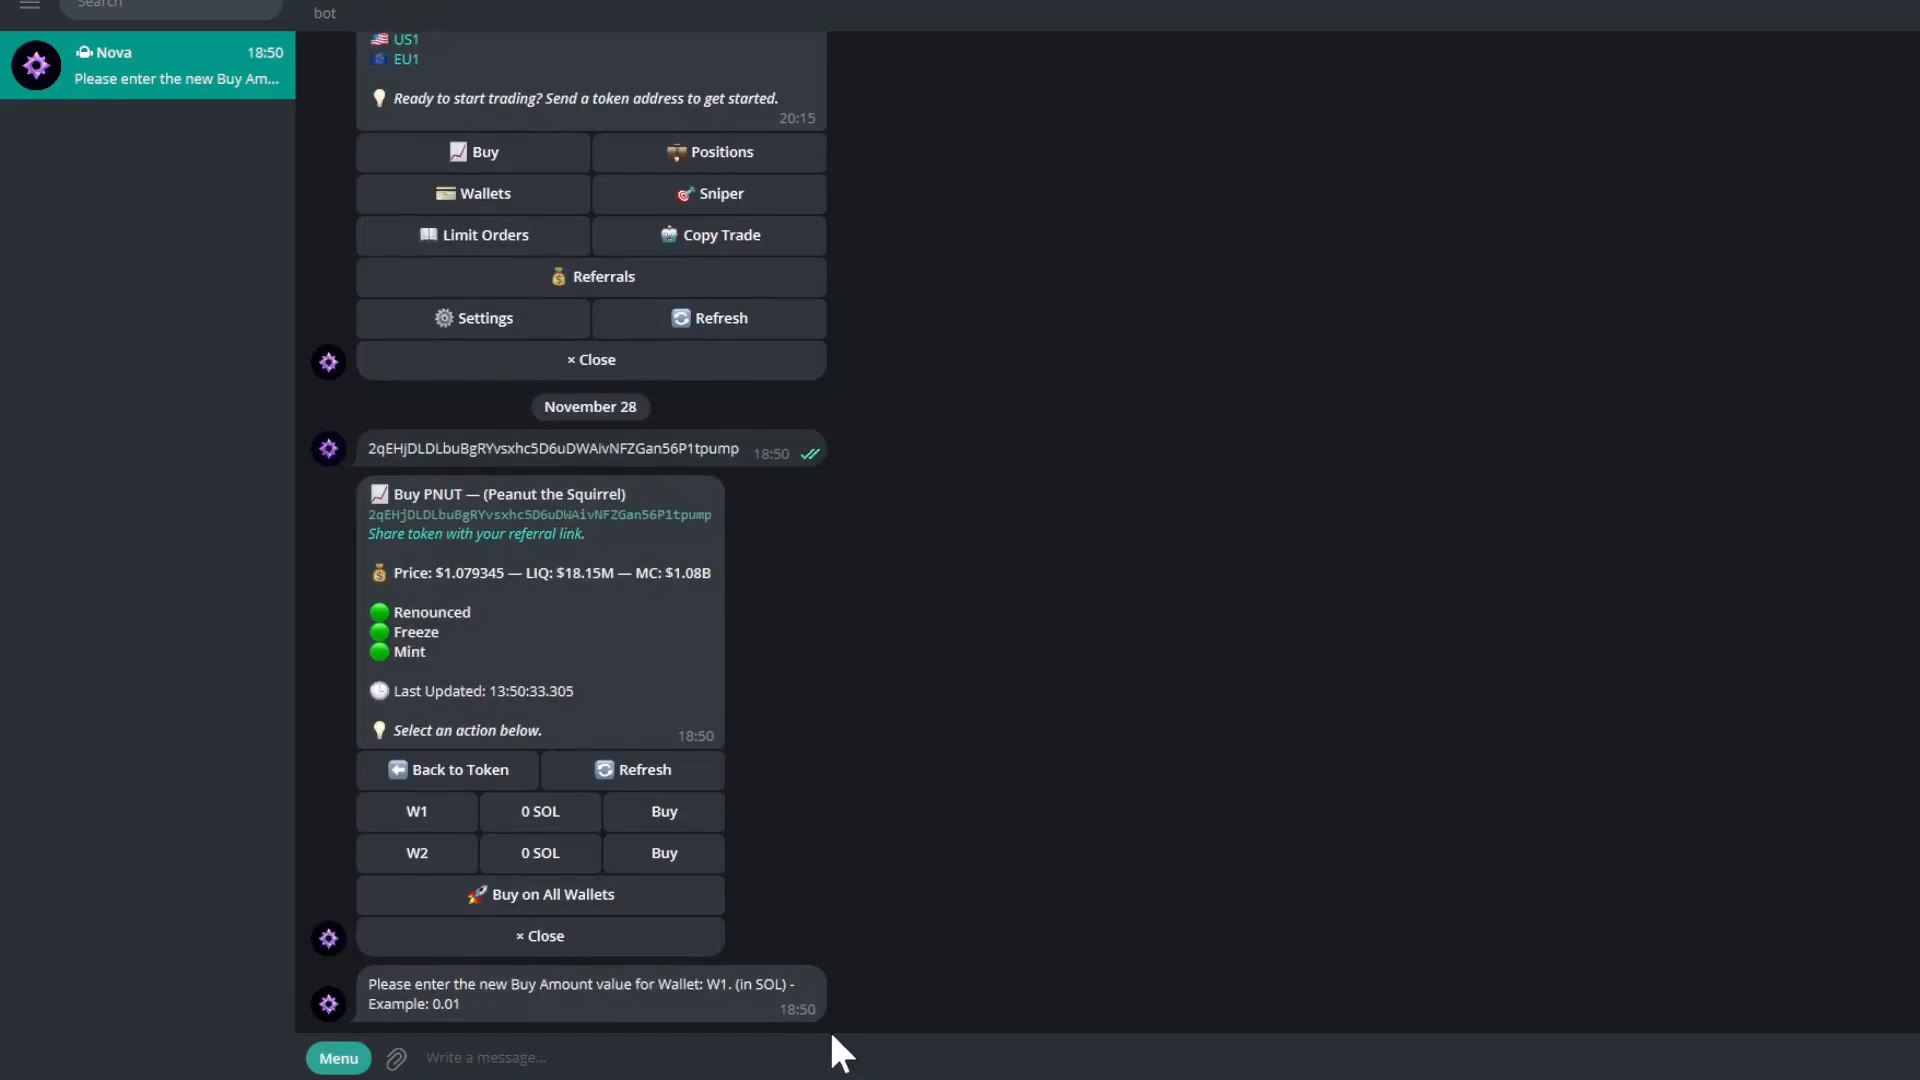 Search
bot
Nova
18:50
Please enter the new Buy Am...
US1
EU1
Ready to start trading? Send a token address to get started.
20:15
Buy
Positions
Wallets
Sniper
Limit Orders
Copy Trade
Referrals
Settings
Refresh
× Close
November 28
2qEHjDLDLbuBgRYvsxhc5D6uDWAivNFZGan56P1tpump
18:50
Buy PNUT — (Peanut the Squirrel)
2qEHjDLDLbuBgRYvsxhc5D6uDWAivNFZGan56P1tpump
Share token with your referral link.
Price: $1.079345 — LIQ: $18.15M — MC: $1.08B
Renounced
Freeze
Mint
Last Updated: 13:50:33.305
Select an action below.
18:50
Back to Token
Refresh
W1
0 SOL
Buy
W2
0 SOL
Buy
Buy on All Wallets
× Close
Please enter the new Buy Amount value for Wallet: W1. (in SOL) -
Example: 0.01
18:50
Menu
Write a message...